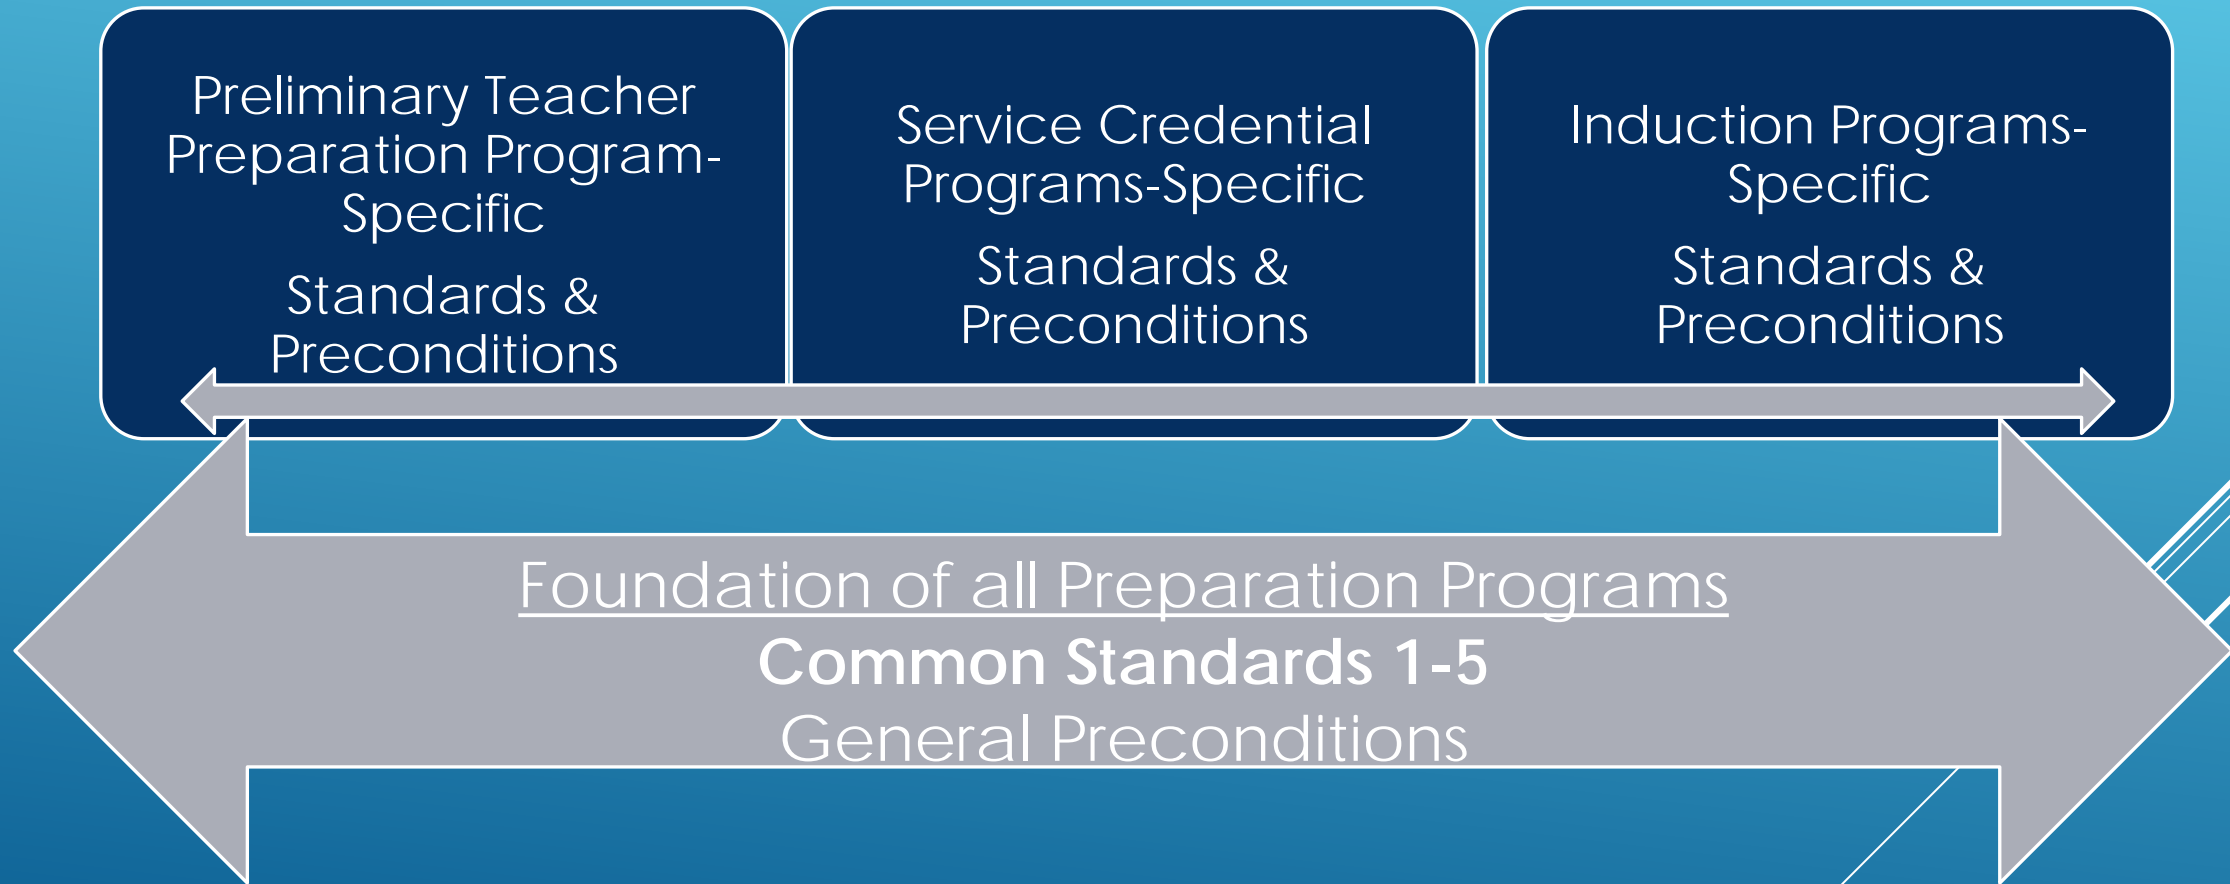 Preliminary Teacher
Preparation Program-
Specific
Standards &
Preconditions
Service Credential
Programs-Specific
Standards &
Preconditions
Induction Programs-
Specific
Standards &
Preconditions
Foundation of all Preparation Programs
Common Standards 1-5
General Preconditions